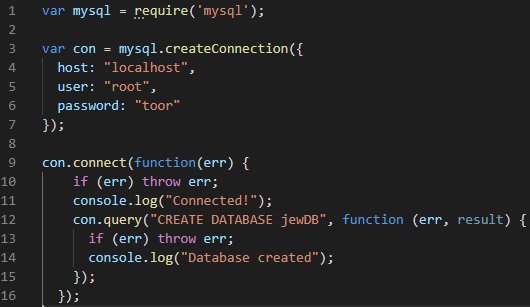 1 var mysql = require('mysql');
2
3 var con = mysql.createConnection({
4   host: "localhost",
5   user: "root",
6   password: "toor"
7 });
8
9 con.connect(function(err) {
10     if (err) throw err;
11     console.log("Connected!");
12     con.query("CREATE DATABASE jewDB", function (err, result) {
13       if (err) throw err;
14       console.log("Database created");
15     });
16   });